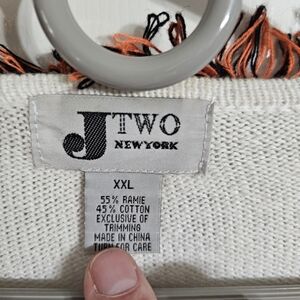 J TWO
NEW YORK
XXL
55% RAMIE
45% COTTON
EXCLUSIVE OF
TRIMMING
MADE IN CHINA
TURN FOR CARE